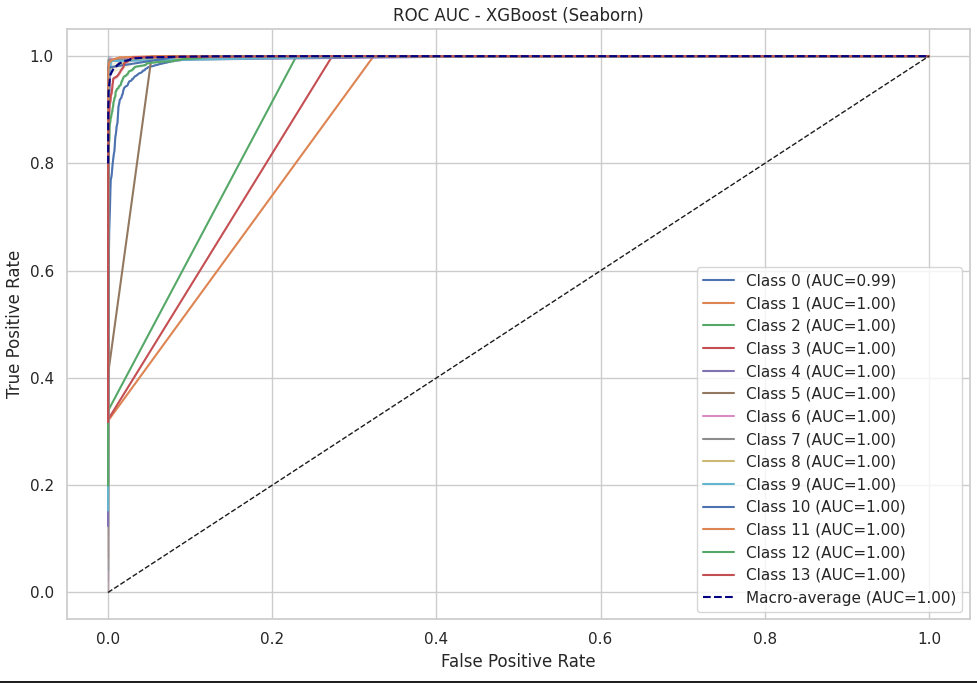 ROC AUC - XGBoost (Seaborn)
True Positive Rate
1.0
0.8
0.6
0.4
0.2
0.0
Class 0 (AUC=0.99)
Class 1 (AUC=1.00)
Class 2 (AUC=1.00)
Class 3 (AUC=1.00)
Class 4 (AUC=1.00)
Class 5 (AUC=1.00)
Class 6 (AUC=1.00)
Class 7 (AUC=1.00)
Class 8 (AUC=1.00)
Class 9 (AUC=1.00)
Class 10 (AUC=1.00)
Class 11 (AUC=1.00)
Class 12 (AUC=1.00)
Class 13 (AUC=1.00)
Macro-average (AUC=1.00)
0.0 0.2 0.4 0.6 0.8 1.0
False Positive Rate